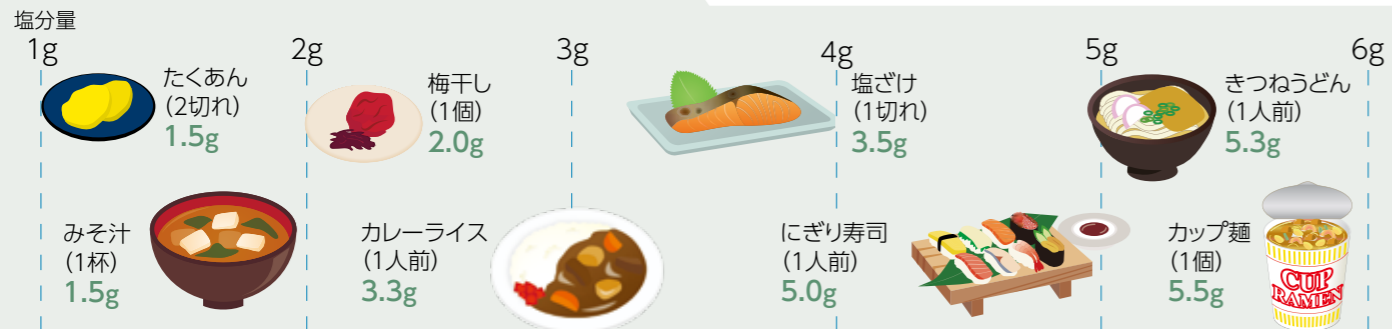 塩分量
1g
2g
3g
4g
5g
6g
たくあん
(2切れ)
1.5g
梅干し
(1個)
2.0g
塩ざけ
(1切れ)
3.5g
きつねうどん
(1人前)
5.3g
みそ汁
(1杯)
1.5g
カレーライス
(1人前)
3.3g
にぎり寿司
(1人前)
5.0g
カップ麺
(1個)
5.5g
CUP
RAMEN